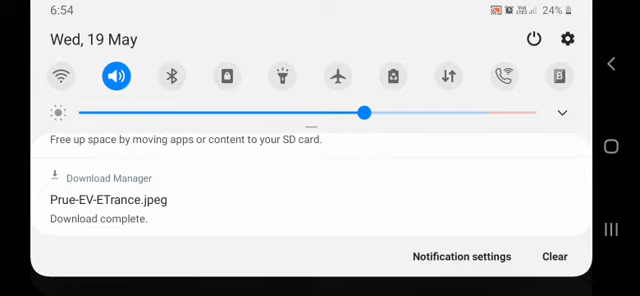 6:54
24%
Wed, 19 May
Free up space by moving apps or content to your SD card.
Download Manager
Prue-EV-ETrance.jpeg
Download complete.
Notification settings
Clear